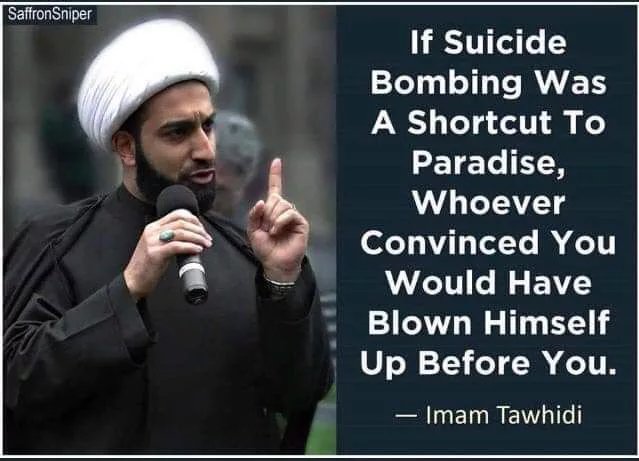 SaffronSniper
If Suicide
Bombing Was
A Shortcut To
Paradise,
Whoever
Convinced You
Would Have
Blown Himself
Up Before You.
— Imam Tawhidi